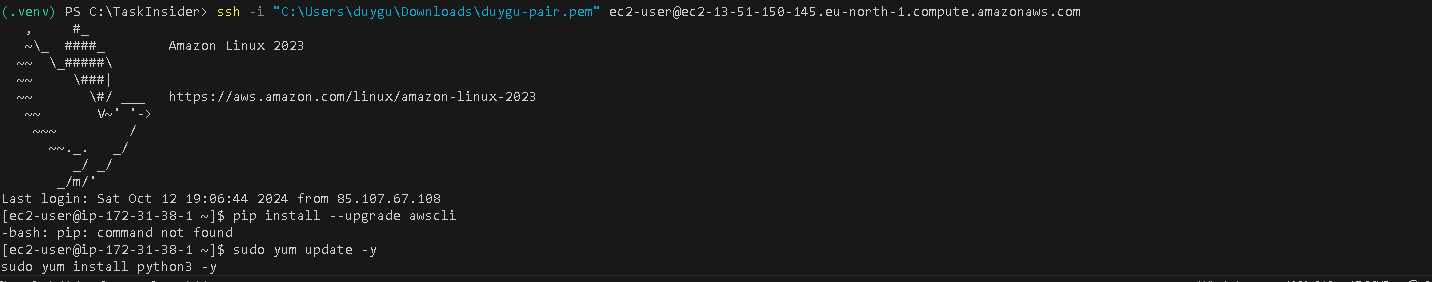 (.venv) PS C:\TaskInsider> ssh -i "C:\Users\duygu\Downloads\duygu-pair.pem" ec2-user@ec2-13-51-150-145.eu-north-1.compute.amazonaws.com
   ,     #_
   ~\_  ####_        Amazon Linux 2023
  ~~  \_#####\
  ~~     \###|
  ~~       \#/ ___   https://aws.amazon.com/linux/amazon-linux-2023
   ~~       V~' '->
    ~~~         /
      ~~._.   _/
         _/ _/
       _/m/'
Last login: Sat Oct 12 19:06:44 2024 from 85.107.67.108
[ec2-user@ip-172-31-38-1 ~]$ pip install --upgrade awscli
-bash: pip: command not found
[ec2-user@ip-172-31-38-1 ~]$ sudo yum update -y
sudo yum install python3 -y